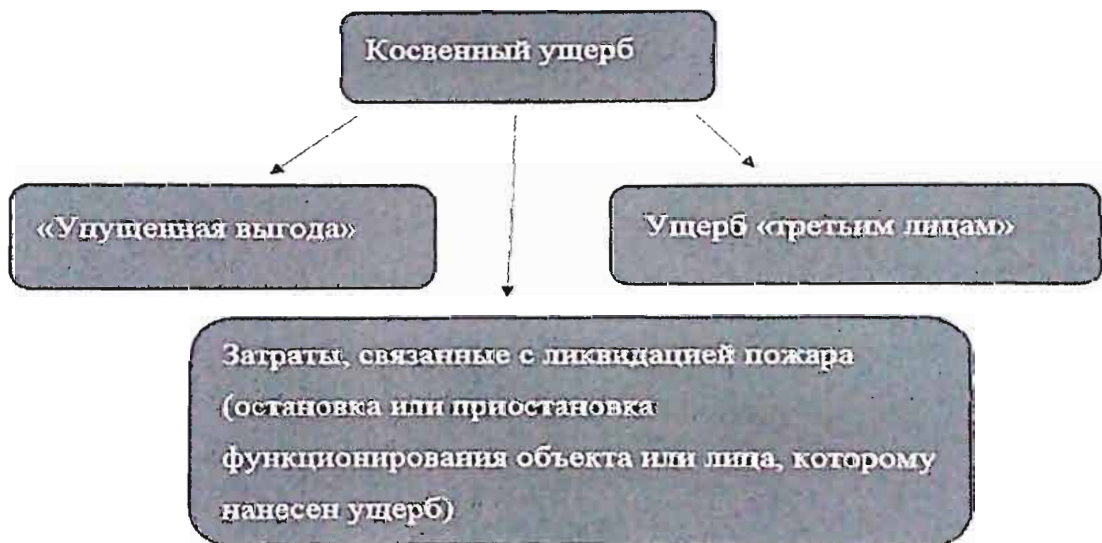 Косвенный ущерб
«Упущенная выгода»
Ущерб «третьим лицам»
Затраты, связанные с ликвидацией пожара
(остановка или приостановка
функционирования объекта или лица, которому
нанесен ущерб)